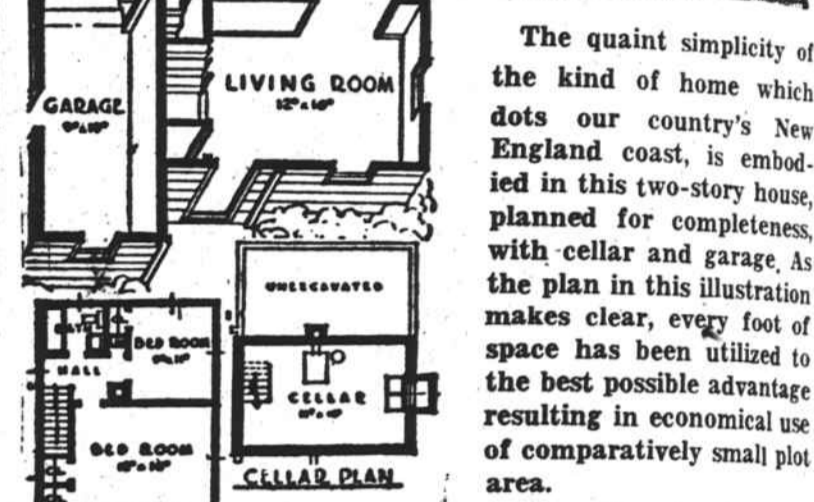 GARAGE
LIVING ROOM
UNEXCAVATED
BATH
BED ROOM
HALL
CELLAR
BED ROOM
CELLAR PLAN
The quaint simplicity of
the kind of home which
dots our country's New
England coast, is embod-
ied in this two-story house,
planned for completeness,
with cellar and garage. As
the plan in this illustration
makes clear, every foot of
space has been utilized to
the best possible advantage
resulting in economical use
of comparatively small plot
area.